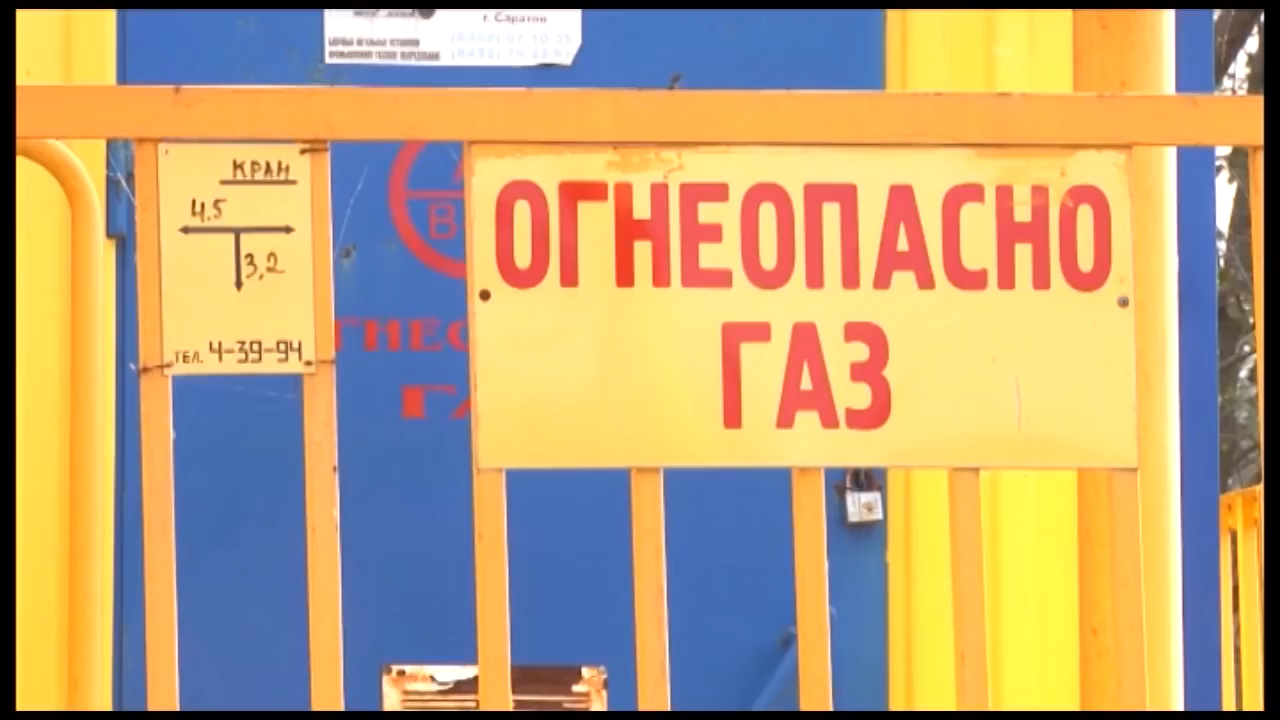 г. Саратов
КРАН
4,5
3,2
ТЕЛ. 4-39-94
ОГНЕОПАСНО
ГАЗ